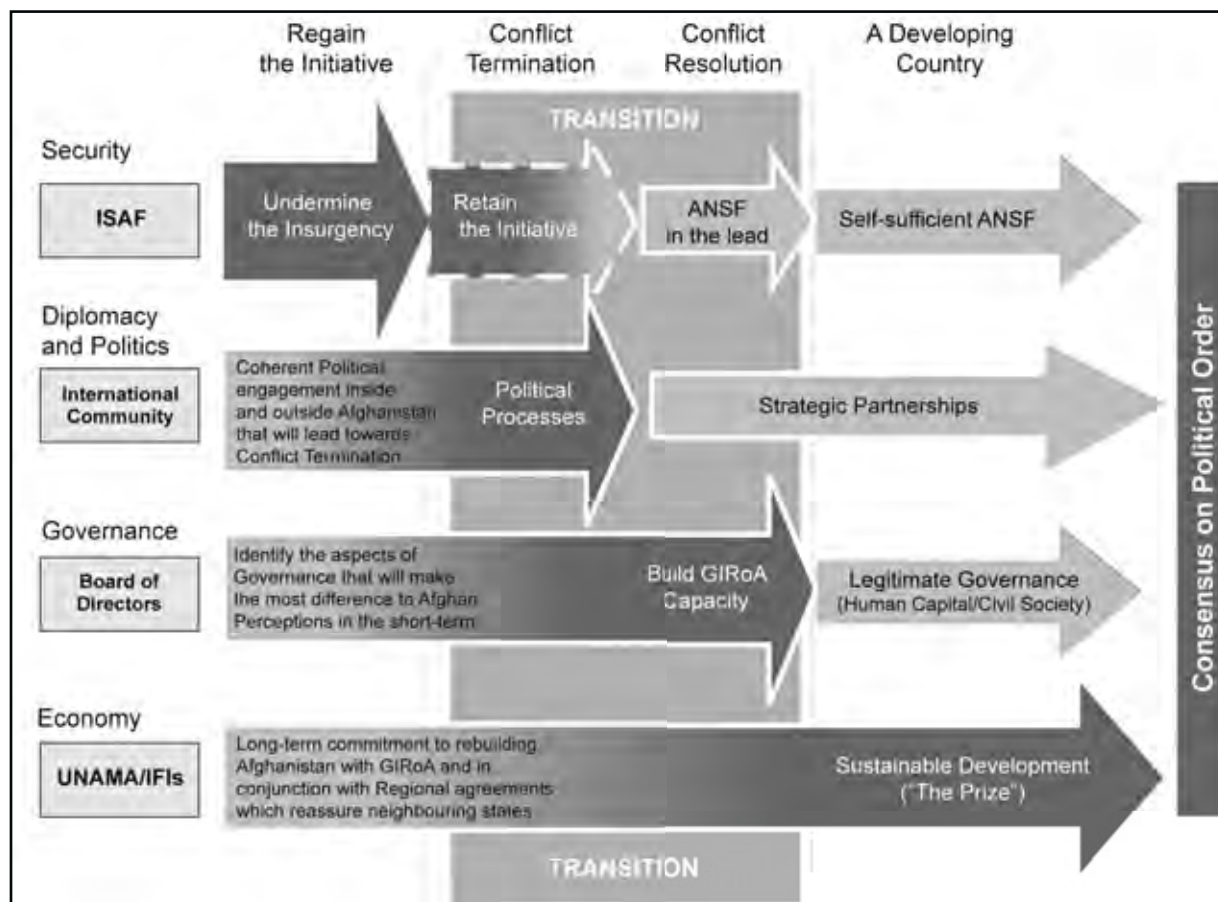 Regain
the Initiative
Conflict
Termination
Conflict
Resolution
A Developing
Country
TRANSITION
Security
ISAF
Undermine
the Insurgency
Retain
the Initiative
ANSF
in the lead
Self-sufficient ANSF
Diplomacy
and Politics
International
Community
Coherent Political
engagement Inside
and outside Afghanistan
that will lead towards
Conflict Termination
Political
Processes
Strategic Partnerships
Governance
Board of
Directors
Identify the aspects of
Governance that will make
the most difference to Afghan
Perceptions in the short-term
Build GIRoA
Capacity
Legitimate Governance
(Human Capital/Civil Society)
Economy
UNAMA/IFIs
Long-term commitment to rebuilding
Afghanistan with GIRoA and in
conjunction with Regional agreements
which reassure neighbouring states
Sustainable Development
("The Prize")
TRANSITION
Consensus on Political Order